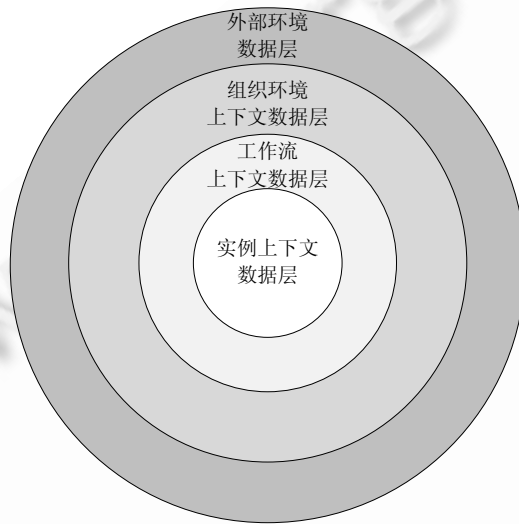 外部环境
数据层
组织环境
上下文数据层
工作流
上下文数据层
实例上下文
数据层